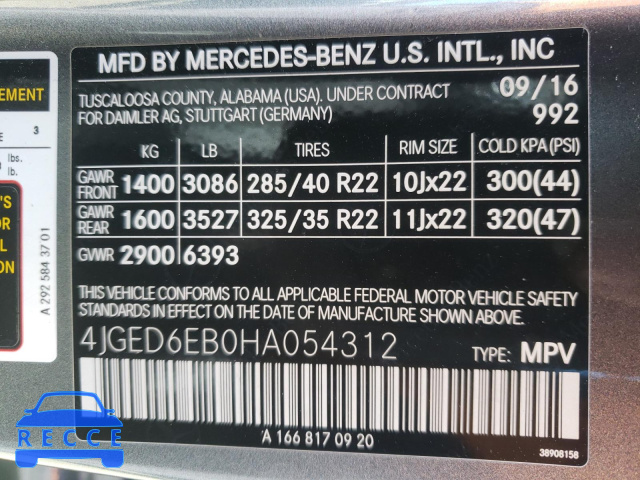 MFD BY MERCEDES-BENZ U.S. INTL., INC
TUSCALOOSA COUNTY, ALABAMA (USA). UNDER CONTRACT 09/16
FOR DAIMLER AG, STUTTGART (GERMANY) 992
KG LB TIRES RIM SIZE COLD KPA (PSI)
GAWR FRONT 1400 3086 285/40 R22 10Jx22 300(44)
GAWR REAR 1600 3527 325/35 R22 11Jx22 320(47)
GVWR 2900 6393
THIS VEHICLE CONFORMS TO ALL APPLICABLE FEDERAL MOTOR VEHICLE SAFETY
STANDARDS IN EFFECT ON THE DATE OF MANUFACTURE SHOWN ABOVE.
4JGED6EB0HA054312 TYPE: MPV
A 166 817 09 20
38908158
EMENT
3
lbs.
lb.
'S
OR
L
ON
A 292 584 37 01
RECCE